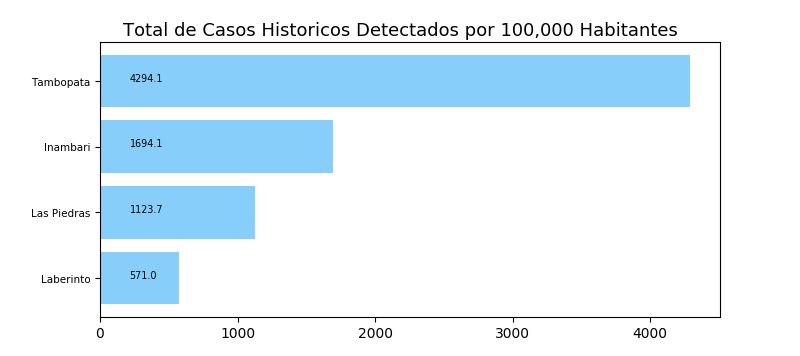 Total de Casos Historicos Detectados por 100,000 Habitantes
Tambopata 4294.1
Inambari 1694.1
Las Piedras 1123.7
Laberinto 571.0
0 1000 2000 3000 4000